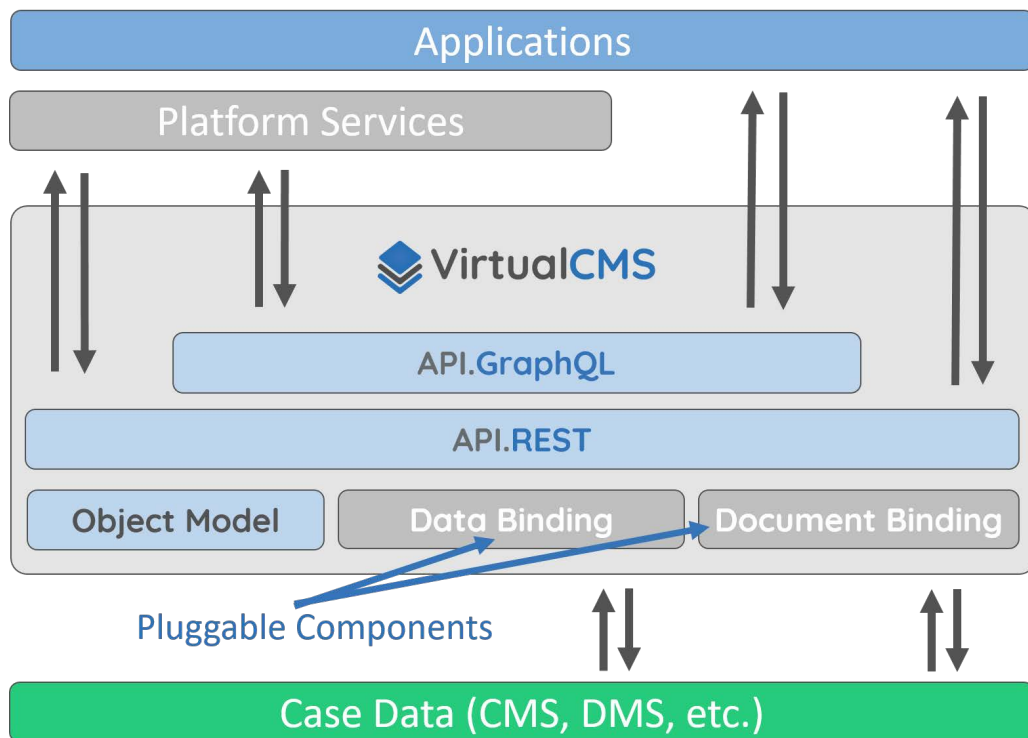 Applications
Platform Services
VirtualCMS
API.GraphQL
API.REST
Object Model
Data Binding
Document Binding
Pluggable Components
Case Data (CMS, DMS, etc.)